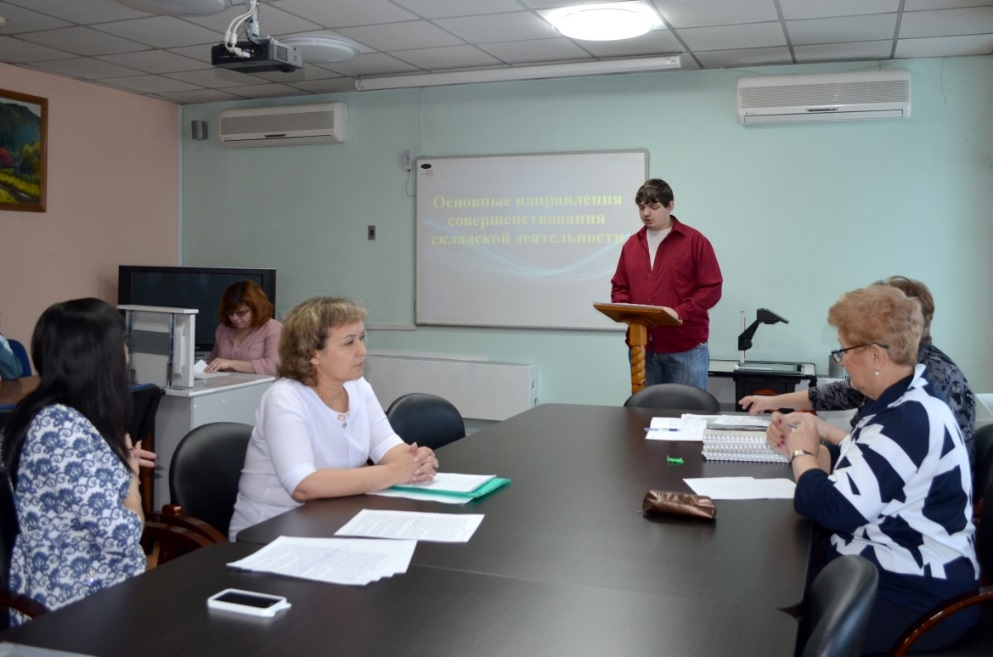 Основные направления
совершенствования
складской деятельности